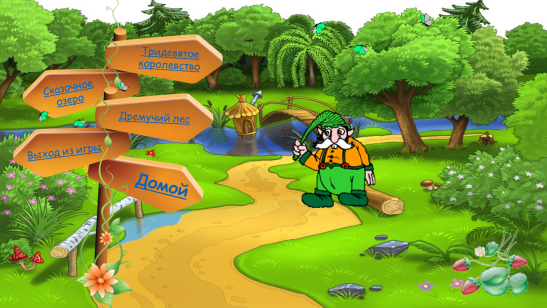 Тридевятое
королевство
Сказочное
озеро
Дремучий лес
Выход из игры
Домой